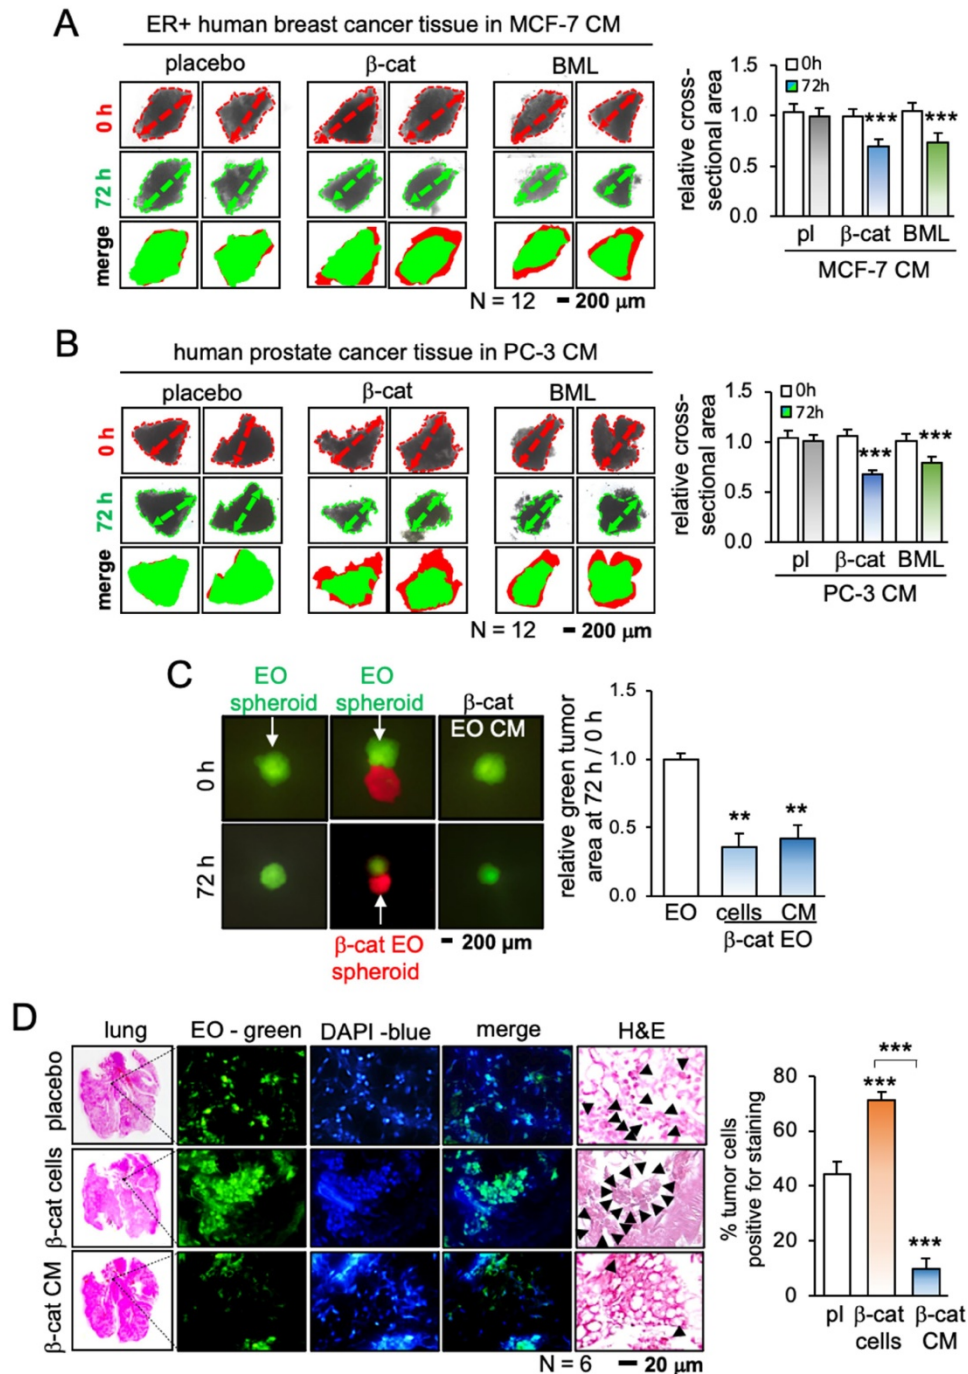 A
ER+ human breast cancer tissue in MCF-7 CM
placebo
β-cat
BML
0 h
72 h
merge
N = 12
200 µm
relative cross-
sectional area
1.5
1.0
0.5
0.0
0h
72h
***
***
pl
β-cat
BML
MCF-7 CM
B
human prostate cancer tissue in PC-3 CM
placebo
β-cat
BML
0 h
72 h
merge
N = 12
200 µm
relative cross-
sectional area
1.5
1.0
0.5
0.0
0h
72h
***
***
pl
β-cat
BML
PC-3 CM
C
EO
spheroid
EO
spheroid
β-cat
EO CM
0 h
72 h
β-cat EO
spheroid
200 µm
relative green tumor
area at 72 h / 0 h
1.5
1.0
0.5
0.0
**
**
EO
cells
CM
β-cat EO
D
lung
EO - green
DAPI -blue
merge
H&E
placebo
β-cat cells
β-cat CM
N = 6
20 µm
% tumor cells
positive for staining
80
60
40
20
0
***
***
***
pl
β-cat
cells
β-cat
CM